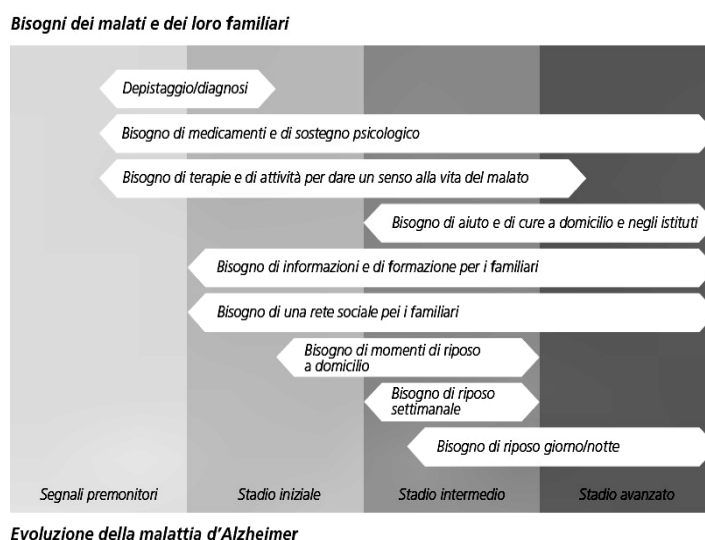 Bisogni dei malati e dei loro familiari
Depistaggio/diagnosi
Bisogno di medicamenti e di sostegno psicologico
Bisogno di terapie e di attività per dare un senso alla vita del malato
Bisogno di aiuto e di cure a domicilio e negli istituti
Bisogno di informazioni e di formazione per i familiari
Bisogno di una rete sociale pei i familiari
Bisogno di momenti di riposo
a domicilio
Bisogno di riposo
settimanale
Bisogno di riposo giorno/notte
Segnali premonitori
Stadio iniziale
Stadio intermedio
Stadio avanzato
Evoluzione della malattia d'Alzheimer